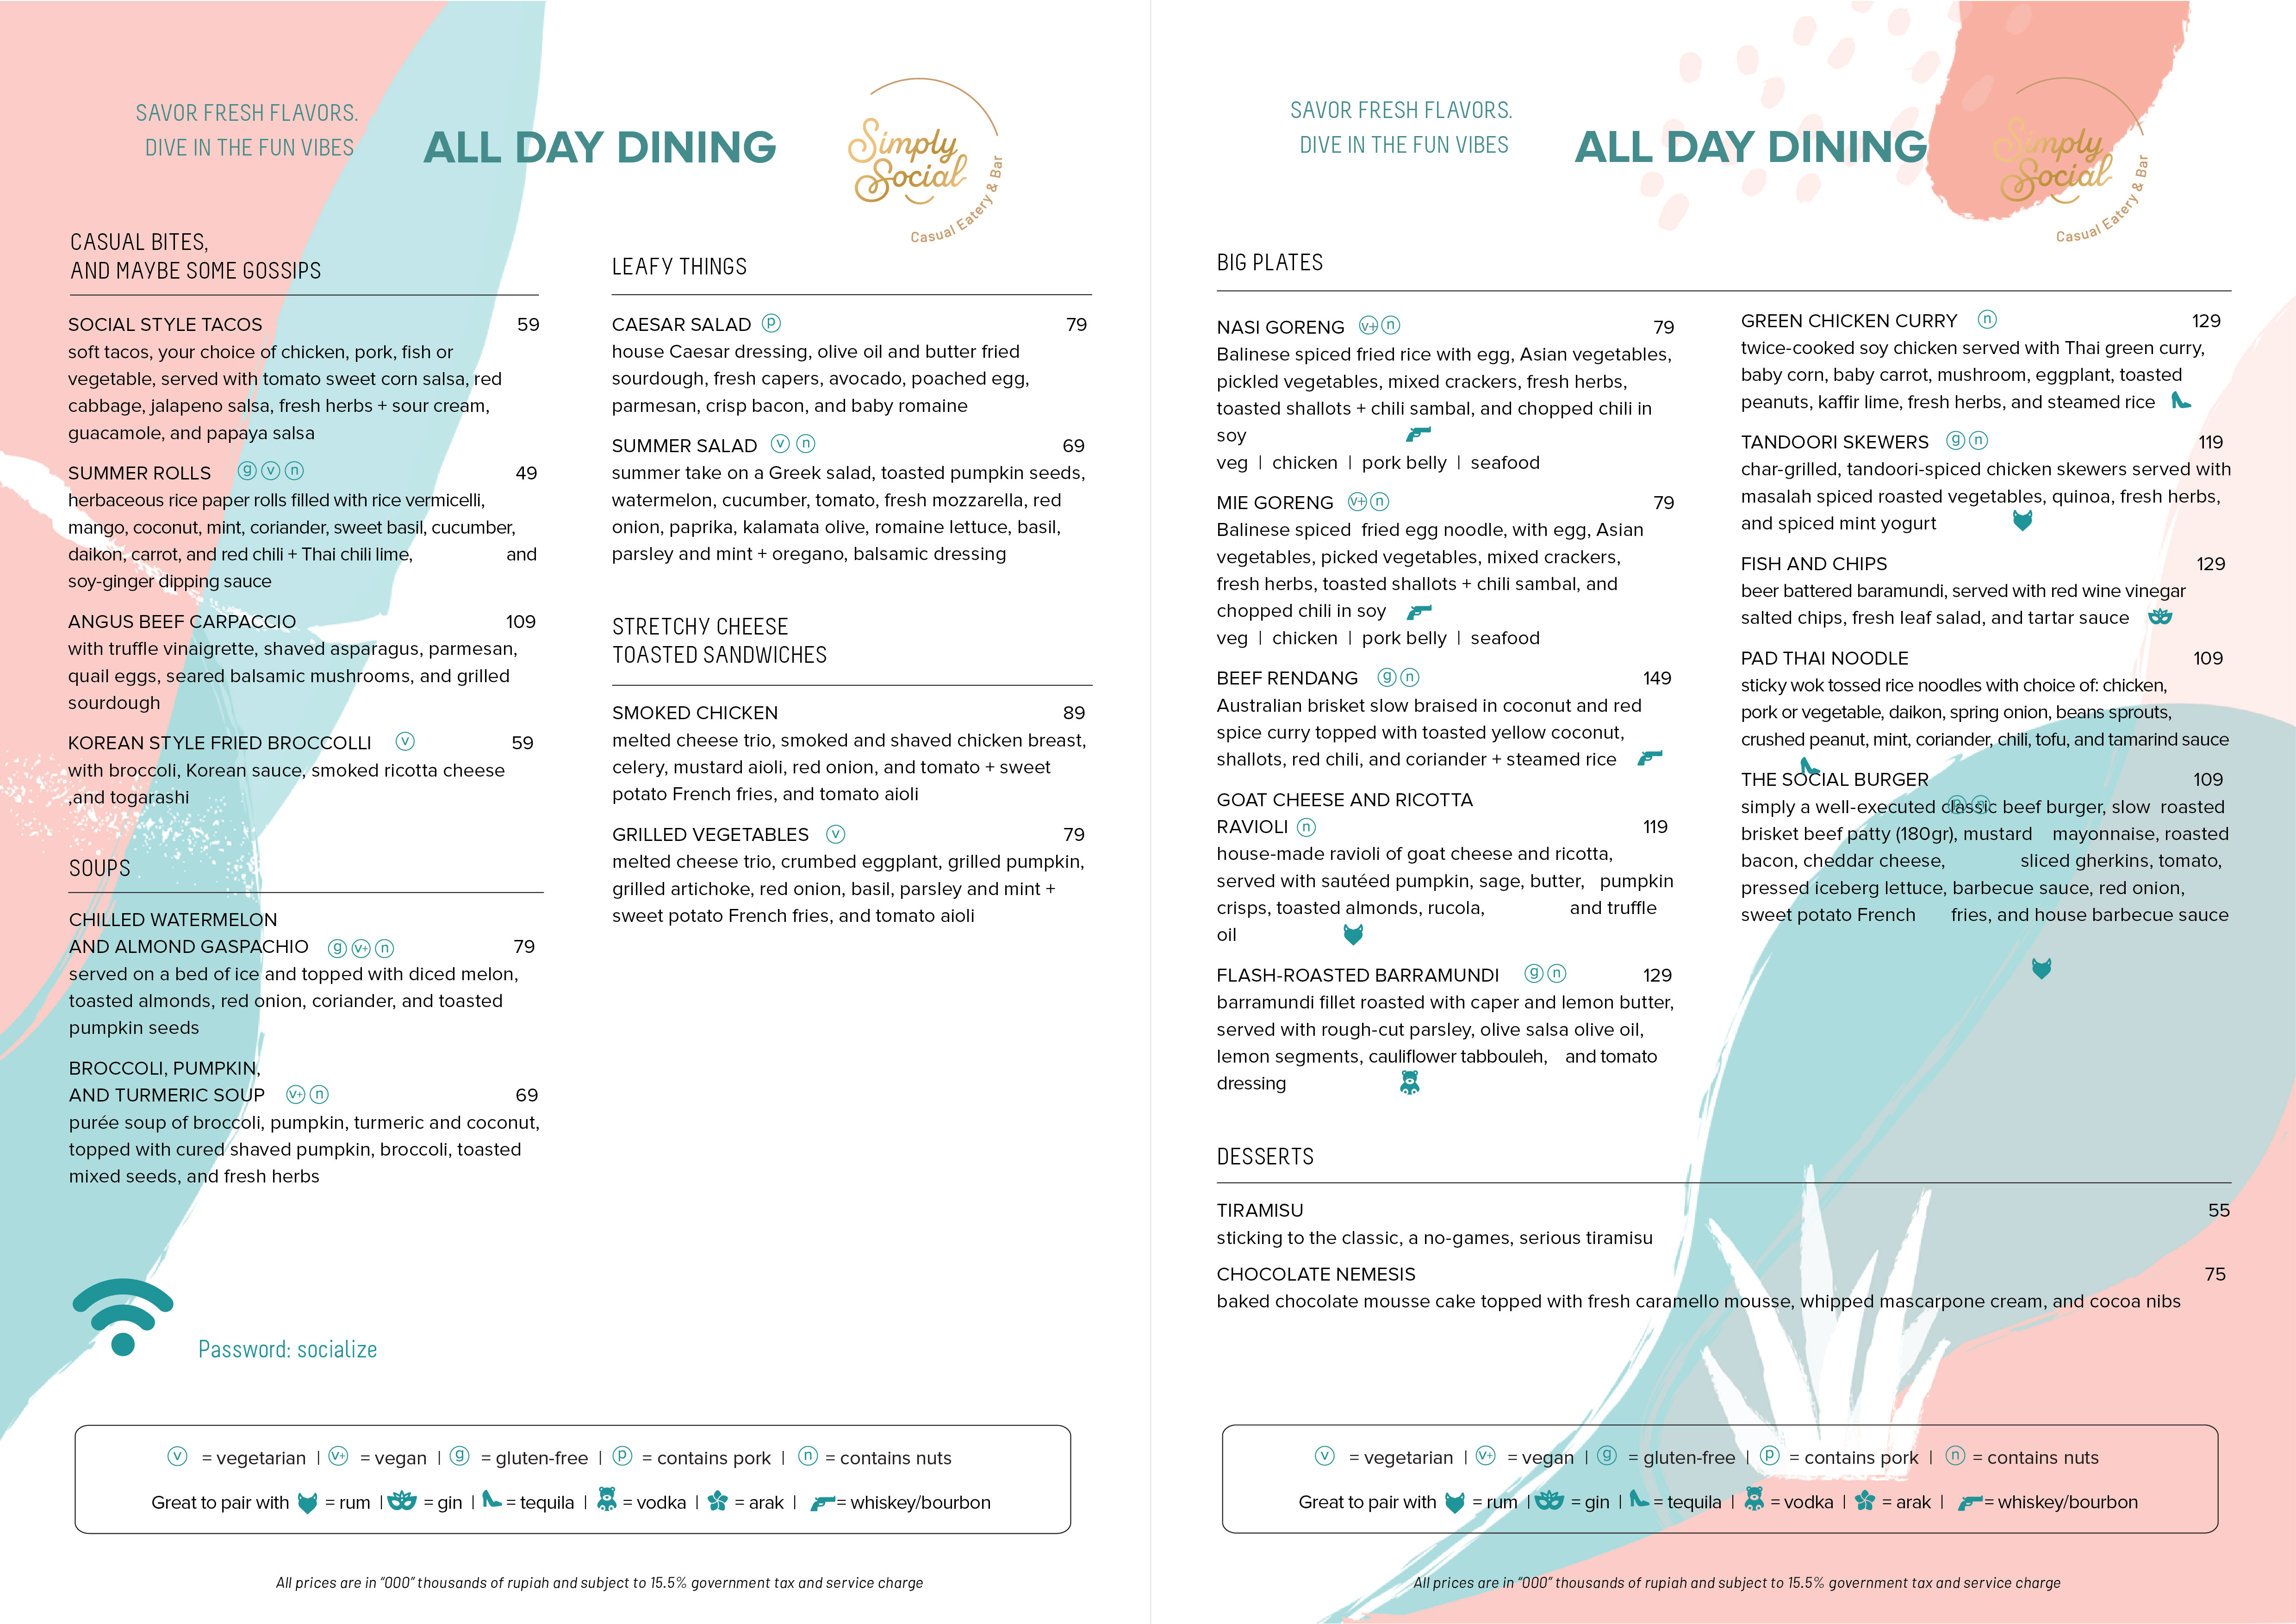 SAVOR FRESH FLAVORS.
DIVE IN THE FUN VIBES
ALL DAY DINING
Simply
Social
Casual Eatery & Bar
CASUAL BITES,
AND MAYBE SOME GOSSIPS
SOCIAL STYLE TACOS 59
soft tacos, your choice of chicken, pork, fish or
vegetable, served with tomato sweet corn salsa, red
cabbage, jalapeno salsa, fresh herbs + sour cream,
guacamole, and papaya salsa
SUMMER ROLLS g v n 49
herbaceous rice paper rolls filled with rice vermicelli,
mango, coconut, mint, coriander, sweet basil, cucumber,
daikon, carrot, and red chili + Thai chili lime, and
soy-ginger dipping sauce
ANGUS BEEF CARPACCIO 109
with truffle vinaigrette, shaved asparagus, parmesan,
quail eggs, seared balsamic mushrooms, and grilled
sourdough
KOREAN STYLE FRIED BROCCOLLI v 59
with broccoli, Korean sauce, smoked ricotta cheese
,and togarashi
SOUPS
CHILLED WATERMELON
AND ALMOND GASPACHIO g v+ n 79
served on a bed of ice and topped with diced melon,
toasted almonds, red onion, coriander, and toasted
pumpkin seeds
BROCCOLI, PUMPKIN,
AND TURMERIC SOUP v+ n 69
purée soup of broccoli, pumpkin, turmeric and coconut,
topped with cured shaved pumpkin, broccoli, toasted
mixed seeds, and fresh herbs
Password: socialize
LEAFY THINGS
CAESAR SALAD p 79
house Caesar dressing, olive oil and butter fried
sourdough, fresh capers, avocado, poached egg,
parmesan, crisp bacon, and baby romaine
SUMMER SALAD v n 69
summer take on a Greek salad, toasted pumpkin seeds,
watermelon, cucumber, tomato, fresh mozzarella, red
onion, paprika, kalamata olive, romaine lettuce, basil,
parsley and mint + oregano, balsamic dressing
STRETCHY CHEESE
TOASTED SANDWICHES
SMOKED CHICKEN 89
melted cheese trio, smoked and shaved chicken breast,
celery, mustard aioli, red onion, and tomato + sweet
potato French fries, and tomato aioli
GRILLED VEGETABLES v 79
melted cheese trio, crumbed eggplant, grilled pumpkin,
grilled artichoke, red onion, basil, parsley and mint +
sweet potato French fries, and tomato aioli
v = vegetarian | v+ = vegan | g = gluten-free | p = contains pork | n = contains nuts
Great to pair with = rum | = gin | = tequila | = vodka | = arak | = whiskey/bourbon
All prices are in "000" thousands of rupiah and subject to 15.5% government tax and service charge
SAVOR FRESH FLAVORS.
DIVE IN THE FUN VIBES
ALL DAY DINING
Simply
Social
Casual Eatery & Bar
BIG PLATES
NASI GORENG v+ n 79
Balinese spiced fried rice with egg, Asian vegetables,
pickled vegetables, mixed crackers, fresh herbs,
toasted shallots + chili sambal, and chopped chili in
soy
veg | chicken | pork belly | seafood
MIE GORENG v+ n 79
Balinese spiced fried egg noodle, with egg, Asian
vegetables, picked vegetables, mixed crackers,
fresh herbs, toasted shallots + chili sambal, and
chopped chili in soy
veg | chicken | pork belly | seafood
BEEF RENDANG g n 149
Australian brisket slow braised in coconut and red
spice curry topped with toasted yellow coconut,
shallots, red chili, and coriander + steamed rice
GOAT CHEESE AND RICOTTA
RAVIOLI n 119
house-made ravioli of goat cheese and ricotta,
served with sautéed pumpkin, sage, butter, pumpkin
crisps, toasted almonds, rucola, and truffle
oil
FLASH-ROASTED BARRAMUNDI g n 129
barramundi fillet roasted with caper and lemon butter,
served with rough-cut parsley, olive salsa olive oil,
lemon segments, cauliflower tabbouleh, and tomato
dressing
GREEN CHICKEN CURRY n 129
twice-cooked soy chicken served with Thai green curry,
baby corn, baby carrot, mushroom, eggplant, toasted
peanuts, kaffir lime, fresh herbs, and steamed rice
TANDOORI SKEWERS g n 119
char-grilled, tandoori-spiced chicken skewers served with
masalah spiced roasted vegetables, quinoa, fresh herbs,
and spiced mint yogurt
FISH AND CHIPS 129
beer battered baramundi, served with red wine vinegar
salted chips, fresh leaf salad, and tartar sauce
PAD THAI NOODLE 109
sticky wok tossed rice noodles with choice of: chicken,
pork or vegetable, daikon, spring onion, beans sprouts,
crushed peanut, mint, coriander, chili, tofu, and tamarind sauce
THE SOCIAL BURGER 109
simply a well-executed classic beef burger, slow roasted
brisket beef patty (180gr), mustard mayonnaise, roasted
bacon, cheddar cheese, sliced gherkins, tomato,
pressed iceberg lettuce, barbecue sauce, red onion,
sweet potato French fries, and house barbecue sauce
DESSERTS
TIRAMISU 55
sticking to the classic, a no-games, serious tiramisu
CHOCOLATE NEMESIS 75
baked chocolate mousse cake topped with fresh caramello mousse, whipped mascarpone cream, and cocoa nibs
v = vegetarian | v+ = vegan | g = gluten-free | p = contains pork | n = contains nuts
Great to pair with = rum | = gin | = tequila | = vodka | = arak | = whiskey/bourbon
All prices are in "000" thousands of rupiah and subject to 15.5% government tax and service charge